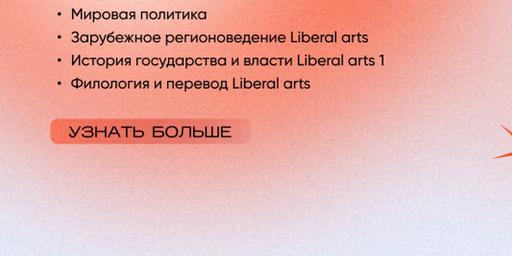 • Мировая политика
• Зарубежное регионоведение Liberal arts
• История государства и власти Liberal arts 1
• Филология и перевод Liberal arts
УЗНАТЬ БОЛЬШЕ